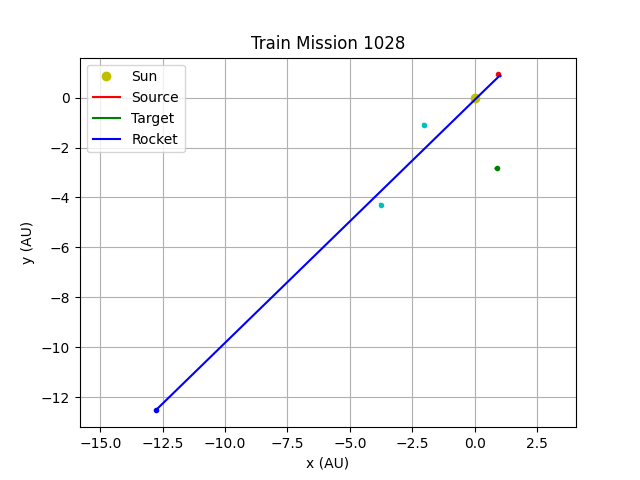 Train Mission 1028
Sun
Source
Target
Rocket
0
−2
−4
−6
−8
−10
−12
y (AU)
−15.0 −12.5 −10.0 −7.5 −5.0 −2.5 0.0 2.5
x (AU)